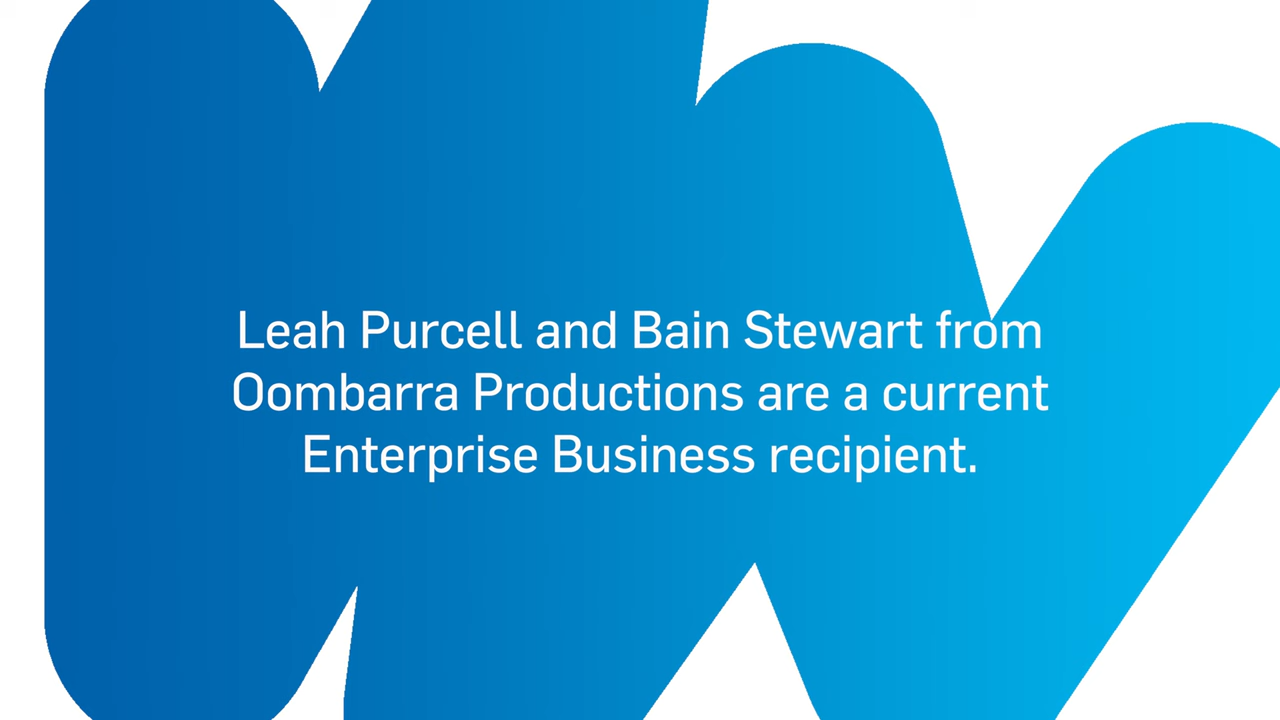 Leah Purcell and Bain Stewart from
Oombarra Productions are a current
Enterprise Business recipient.